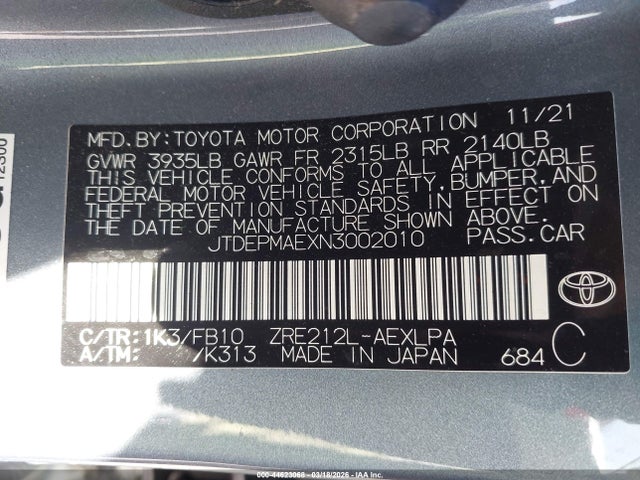 MFD. BY: TOYOTA MOTOR CORPORATION 11/21
GVWR 3935LB GAWR FR 2315LB RR 2140LB
THIS VEHICLE CONFORMS TO ALL APPLICABLE
FEDERAL MOTOR VEHICLE SAFETY, BUMPER, AND
THEFT PREVENTION STANDARDS IN EFFECT ON
THE DATE OF MANUFACTURE SHOWN ABOVE.
JTDEPMAEXN3002010 PASS. CAR
C/TR: 1K3/FB10 ZRE212L-AEXLPA
A/TM: /K313 MADE IN JAPAN 684 C
12300
000-44623068 - 03/18/2026 - IAAC